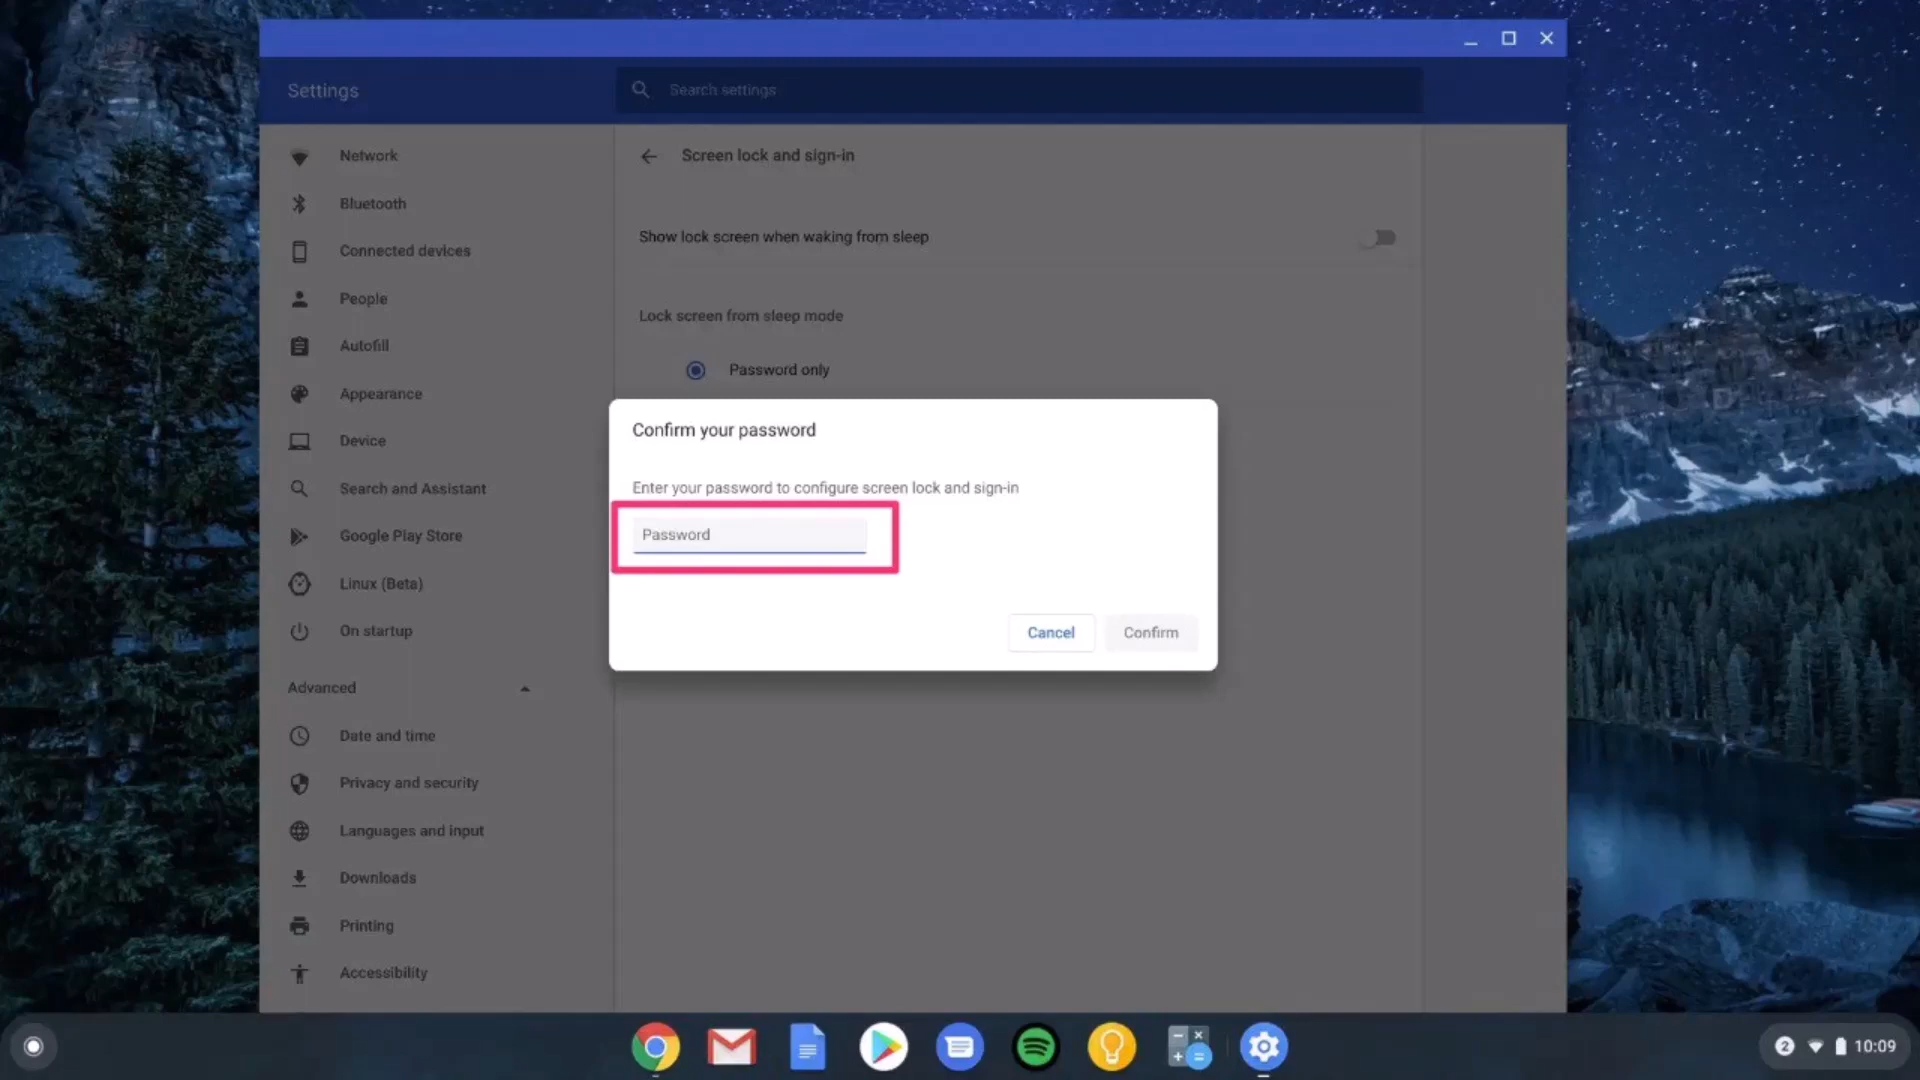 Settings
Search settings
Network
Bluetooth
Connected devices
People
Autofill
Appearance
Device
Search and Assistant
Google Play Store
Linux (Beta)
On startup
Advanced
Date and time
Privacy and security
Languages and input
Downloads
Printing
Accessibility
Screen lock and sign-in
Show lock screen when waking from sleep
Lock screen from sleep mode
Password only
Confirm your password
Enter your password to configure screen lock and sign-in
Password
Cancel
Confirm
2
10:09